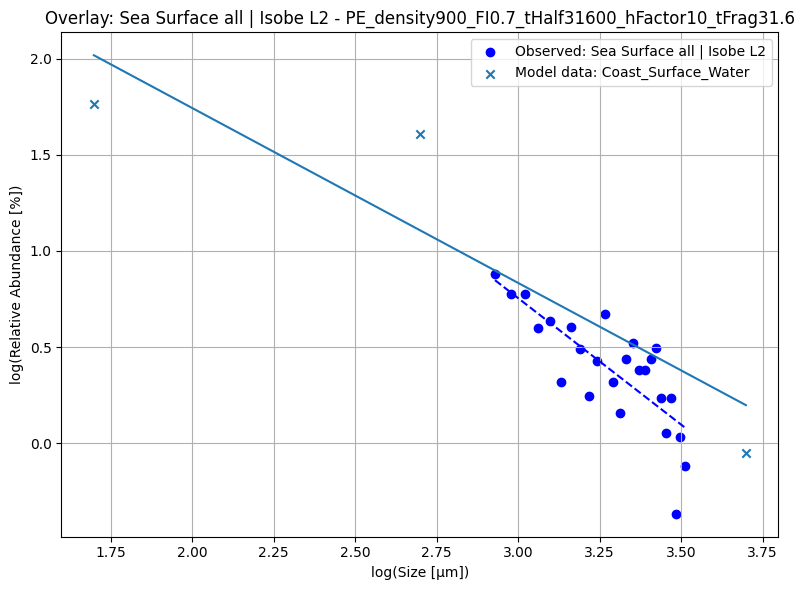 Overlay: Sea Surface all | Isobe L2 - PE_density900_FI0.7_tHalf31600_hFactor10_tFrag31.6
Observed: Sea Surface all | Isobe L2
Model data: Coast_Surface_Water
log(Relative Abundance [%])
2.0
1.5
1.0
0.5
0.0
1.75 2.00 2.25 2.50 2.75 3.00 3.25 3.50 3.75
log(Size [µm])